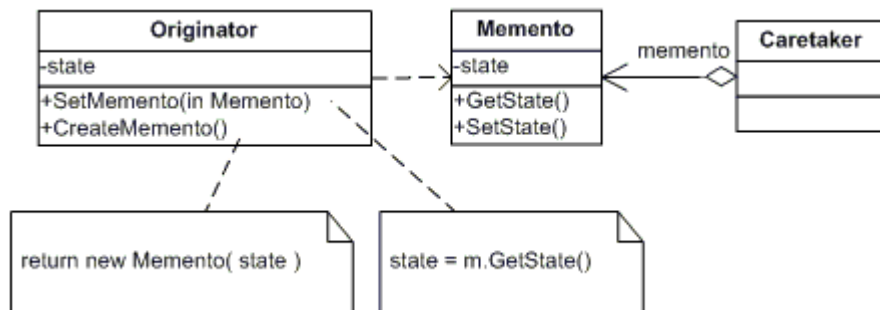 Originator
-state
+SetMemento(in Memento)
+CreateMemento()
Memento
-state
+GetState()
+SetState()
memento
Caretaker
return new Memento( state )
state = m.GetState()